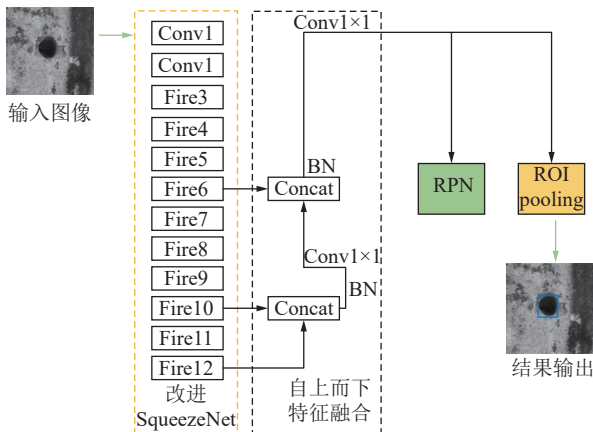 输入图像
Conv1
Conv1
Fire3
Fire4
Fire5
Fire6
Fire7
Fire8
Fire9
Fire10
Fire11
Fire12
改进
SqueezeNet
Conv1×1
BN
Concat
Conv1×1
BN
Concat
自上而下
特征融合
RPN
ROI
pooling
结果输出